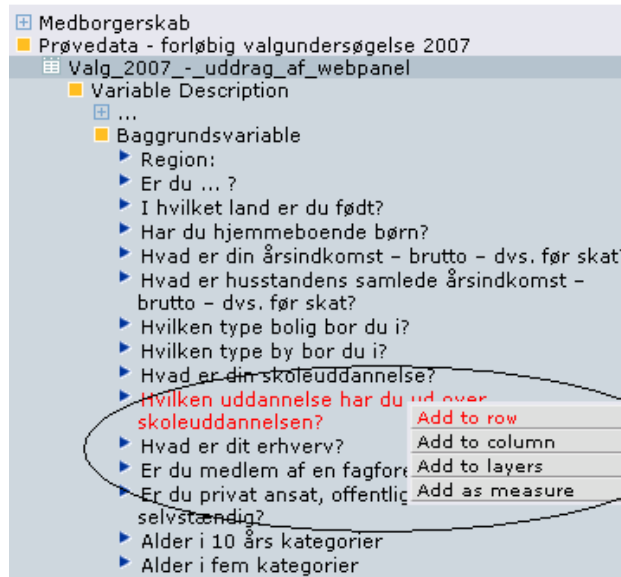 Medborgerskab
Prøvedata - forløbig valgundersøgelse 2007
Valg_2007_-_uddrag_af_webpanel
Variable Description
...
Baggrundsvariable
Region:
Er du ... ?
I hvilket land er du født?
Har du hjemmeboende børn?
Hvad er din årsindkomst – brutto – dvs. før skat?
Hvad er husstandens samlede årsindkomst –
brutto – dvs. før skat?
Hvilken type bolig bor du i?
Hvilken type by bor du i?
Hvad er din skoleuddannelse?
Hvilken uddannelse har du ud over
skoleuddannelsen?
Add to row
Hvad er dit erhverv?
Add to column
Er du medlem af en fagfore
Add to layers
Er du privat ansat, offentlig
Add as measure
selvstændig?
Alder i 10 års kategorier
Alder i fem kategorier